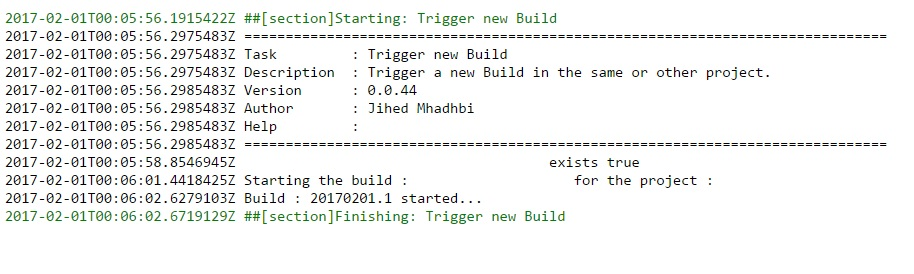 2017-02-01T00:05:56.1915422Z ##[section]Starting: Trigger new Build
2017-02-01T00:05:56.2975483Z ==============================================================================
2017-02-01T00:05:56.2975483Z Task         : Trigger new Build
2017-02-01T00:05:56.2975483Z Description  : Trigger a new Build in the same or other project.
2017-02-01T00:05:56.2985483Z Version      : 0.0.44
2017-02-01T00:05:56.2985483Z Author       : Jihed Mhadhbi
2017-02-01T00:05:56.2985483Z Help         :
2017-02-01T00:05:56.2985483Z ==============================================================================
2017-02-01T00:05:58.8546945Z                                      exists true
2017-02-01T00:06:01.4418425Z Starting the build :                    for the project :
2017-02-01T00:06:02.6279103Z Build : 20170201.1 started...
2017-02-01T00:06:02.6719129Z ##[section]Finishing: Trigger new Build